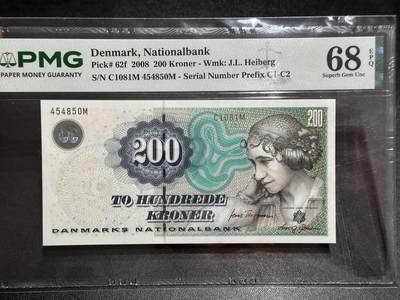 PMG
PAPER MONEY GUARANTY
Denmark, Nationalbank
Pick# 62f 2008 200 Kroner - Wmk: J.L. Heiberg
S/N C1081M 454850M - Serial Number Prefix C1-C2
68 EPQ
Superb Gem Unc
454850M
C1081M
200
200
TO HUNDREDE
KRONER
DANMARKS NATIONALBANK